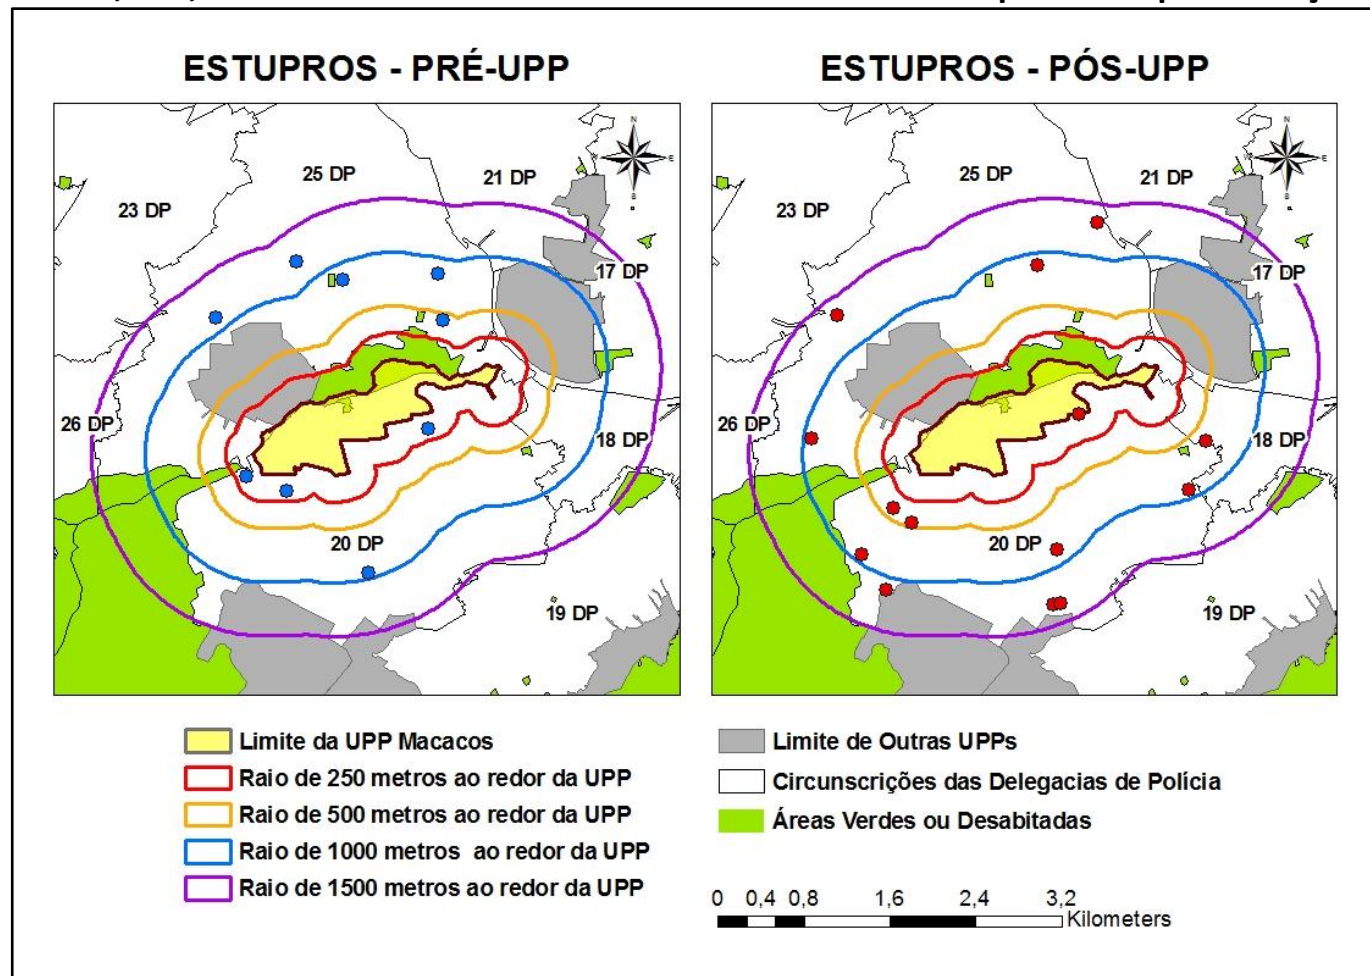 ESTUPROS - PRÉ-UPP
ESTUPROS - PÓS-UPP
N
W
E
S
25 DP
21 DP
23 DP
17 DP
26 DP
18 DP
20 DP
19 DP
N
W
E
S
25 DP
21 DP
23 DP
17 DP
26 DP
18 DP
20 DP
19 DP
Limite da UPP Macacos
Raio de 250 metros ao redor da UPP
Raio de 500 metros ao redor da UPP
Raio de 1000 metros ao redor da UPP
Raio de 1500 metros ao redor da UPP
Limite de Outras UPPs
Circunscrições das Delegacias de Polícia
Áreas Verdes ou Desabitadas
0 0,4 0,8 1,6 2,4 3,2
Kilometers